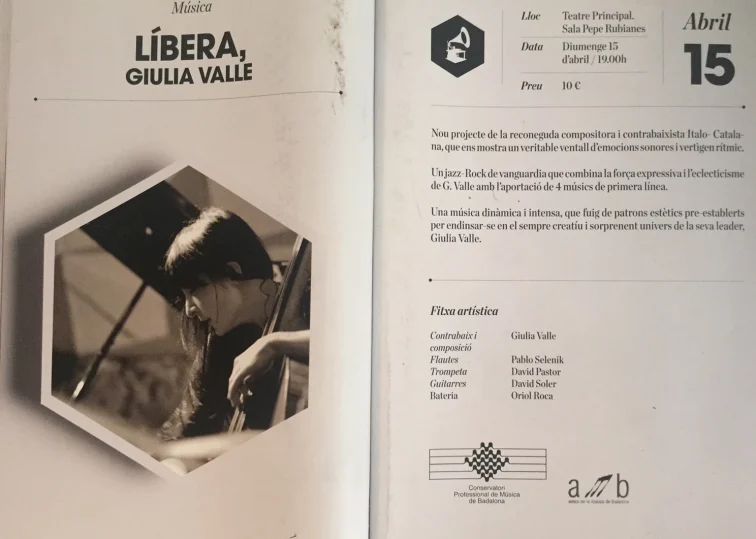 Música
LÍBERA,
GIULIA VALLE
Lloc Teatre Principal.
Sala Pepe Rubianes
Data Diumenge 15
d'abril / 19.00h
Preu 10 €
Abril
15
Nou projecte de la reconeguda compositora i contrabaixista Italo-Catala-
na, que ens mostra un veritable ventall d'emocions sonores i vertigen rítmic.
Un jazz-Rock de vanguardia que combina la força expressiva i l'eclecticisme
de G. Valle amb l'aportació de 4 músics de primera línea.
Una música dinàmica i intensa, que fuig de patrons estètics pre-establerts
per endinsar-se en el sempre creatíu i sorprenent univers de la seva leader,
Giulia Valle.
Fitxa artística
Contrabaix i Giulia Valle
composició
Flautes Pablo Selenik
Trompeta David Pastor
Guitarres David Soler
Bateria Oriol Roca
Conservatori
Professional de Música
de Badalona
a m b